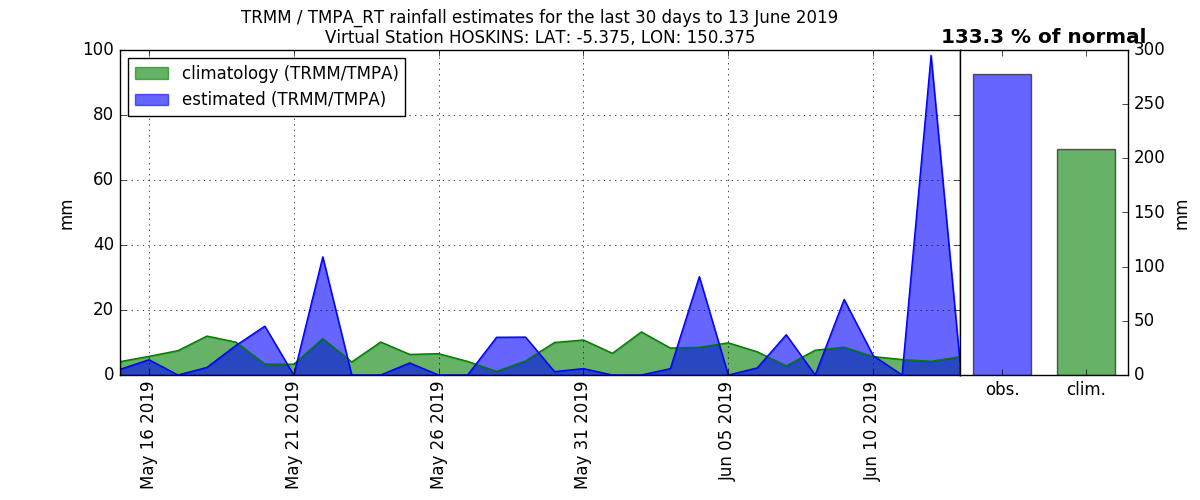 TRMM / TMPA_RT rainfall estimates for the last 30 days to 13 June 2019
Virtual Station HOSKINS: LAT: -5.375, LON: 150.375
133.3 % of normal
climatology (TRMM/TMPA)
estimated (TRMM/TMPA)
100
80
60
40
20
0
mm
May 16 2019
May 21 2019
May 26 2019
May 31 2019
Jun 05 2019
Jun 10 2019
300
250
200
150
100
50
0
mm
obs.
clim.